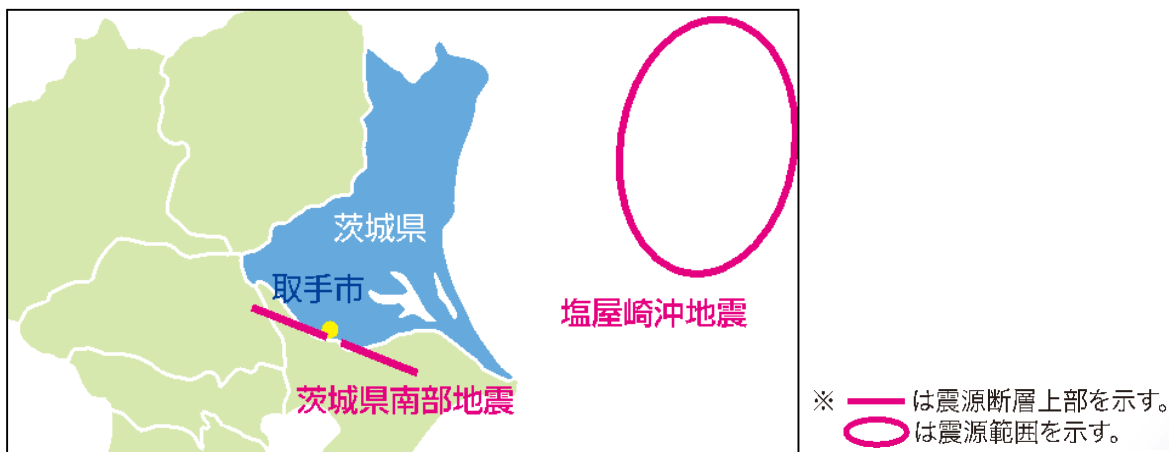 茨城県
取手市
塩屋崎沖地震
茨城県南部地震
※ は震源断層上部を示す。
は震源範囲を示す。